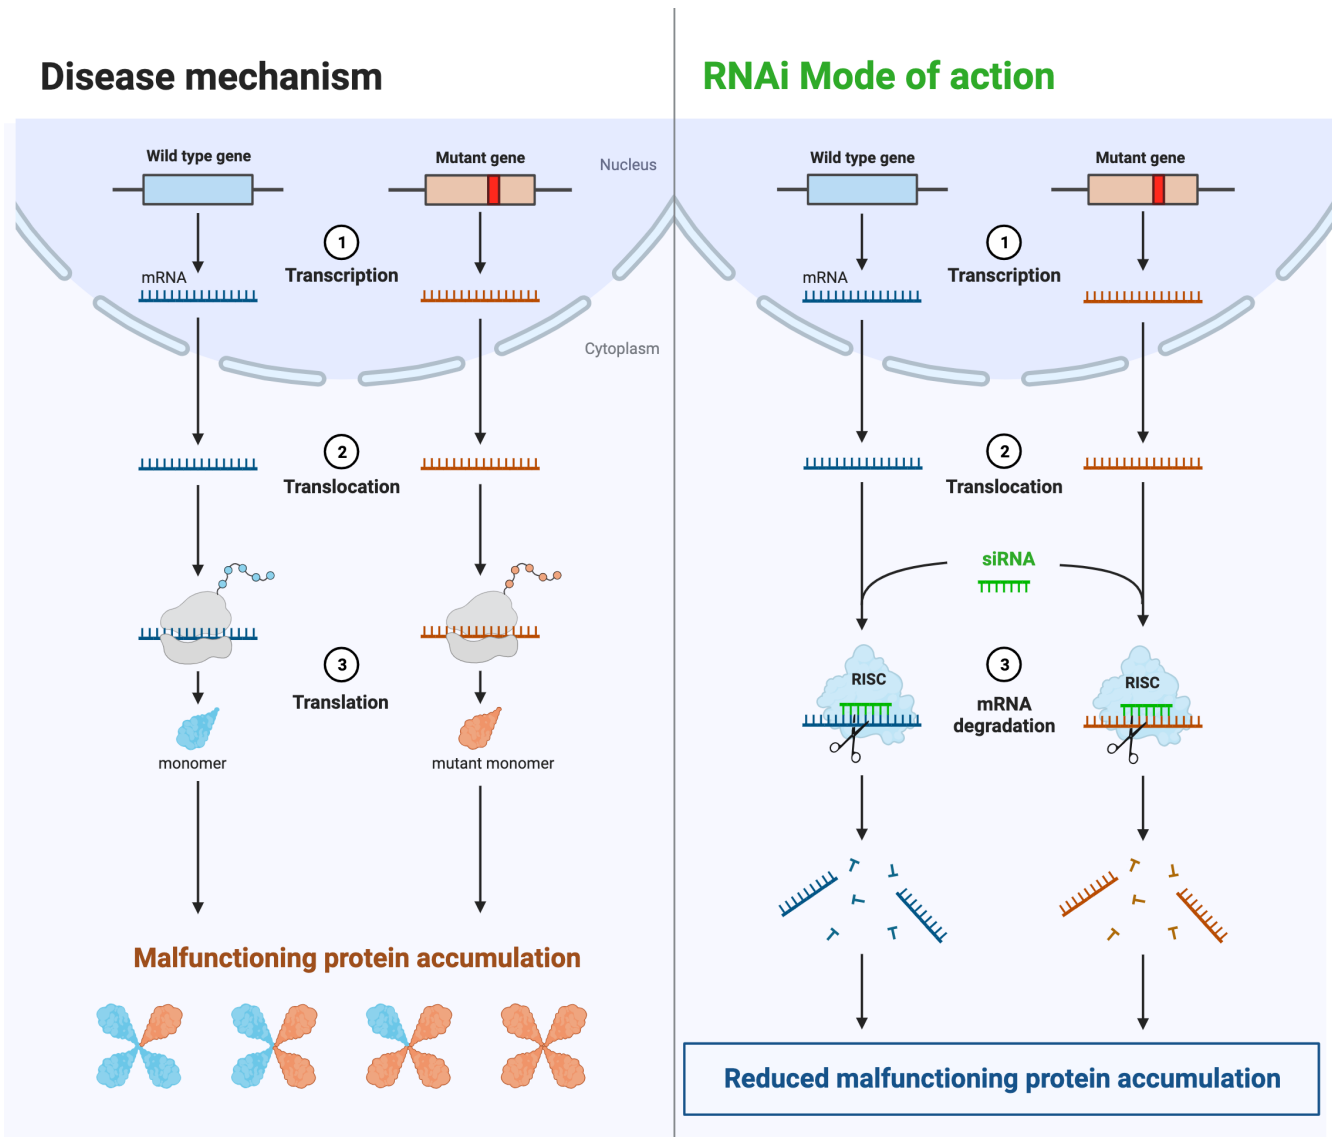 Disease mechanism
Wild type gene
Mutant gene
Nucleus
1
Transcription
mRNA
Cytoplasm
2
Translocation
3
Translation
monomer
mutant monomer
Malfunctioning protein accumulation
RNAi Mode of action
Wild type gene
Mutant gene
1
Transcription
mRNA
2
Translocation
siRNA
RISC
RISC
3
mRNA
degradation
Reduced malfunctioning protein accumulation